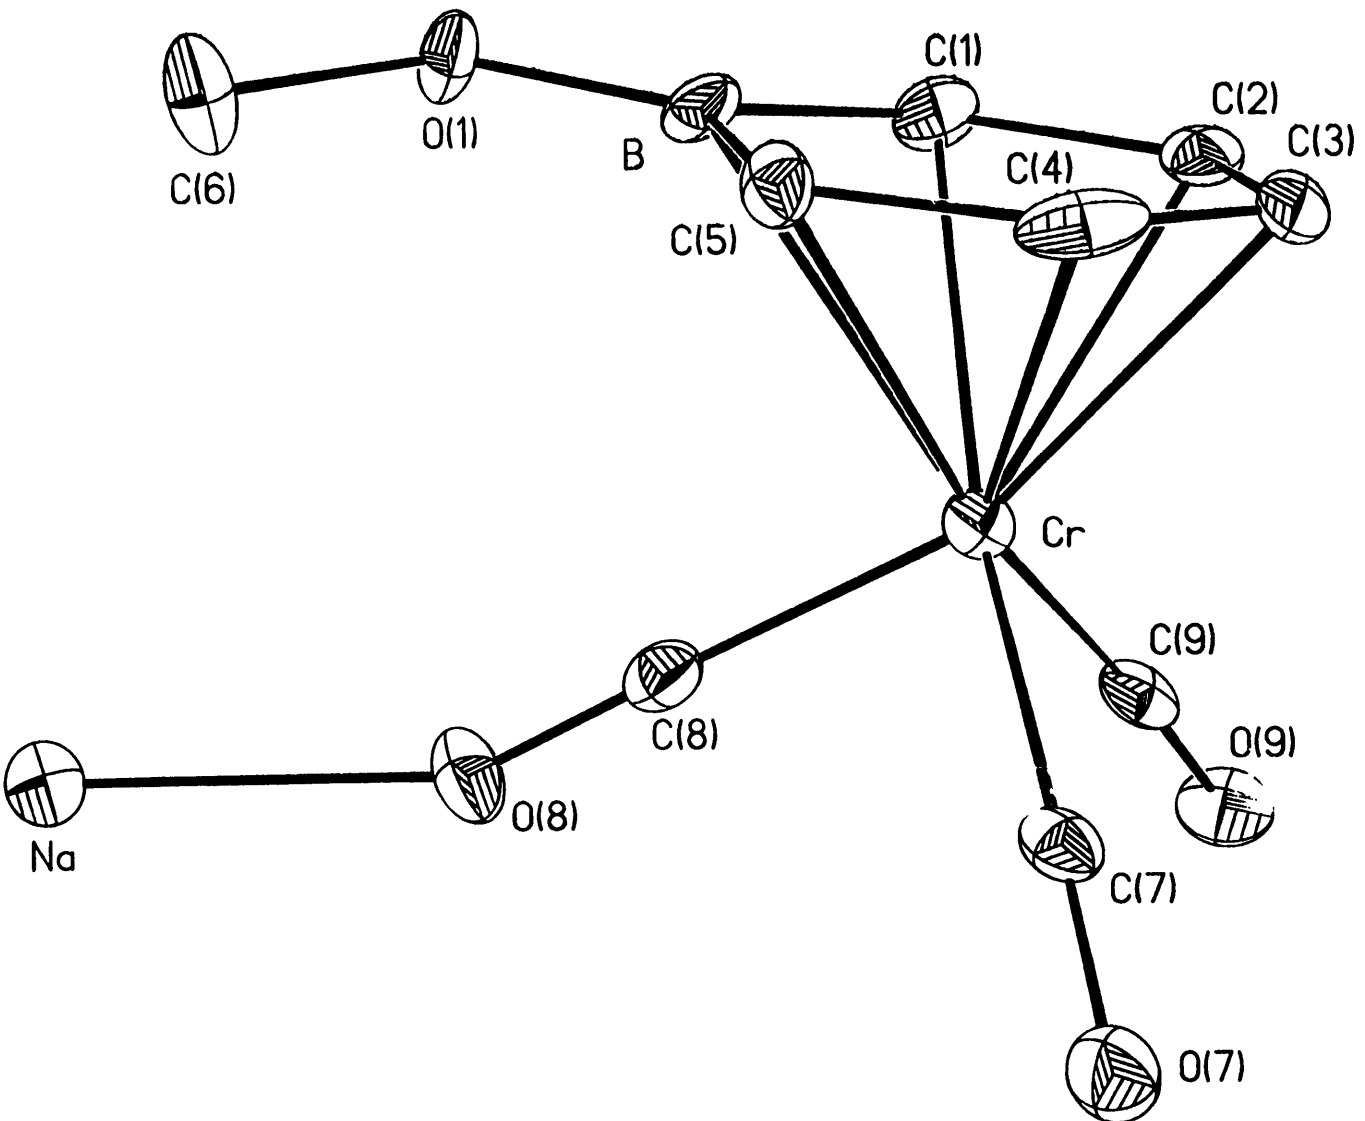 C(1)
C(2)
C(3)
O(1)
B
C(4)
C(6)
C(5)
Cr
C(9)
C(8)
O(9)
O(8)
Na
C(7)
O(7)